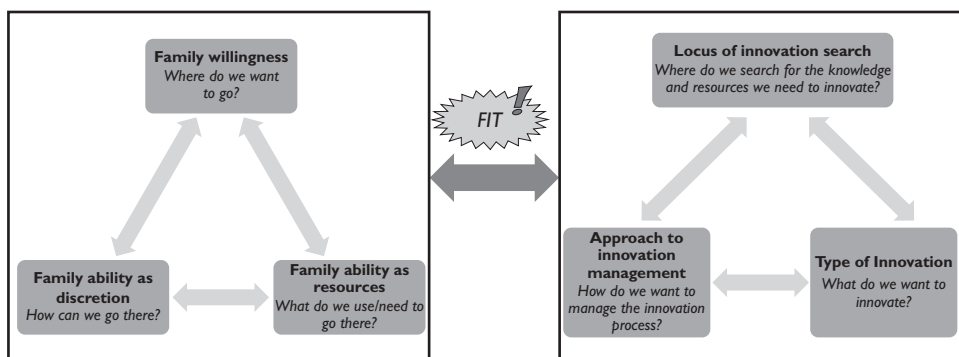 Family willingness
Where do we want
to go?
Family ability as
discretion
How can we go there?
Family ability as
resources
What do we use/need to
go there?
FIT
!
Locus of innovation search
Where do we search for the knowledge
and resources we need to innovate?
Approach to
innovation
management
How do we want to
manage the innovation
process?
Type of Innovation
What do we want to
innovate?